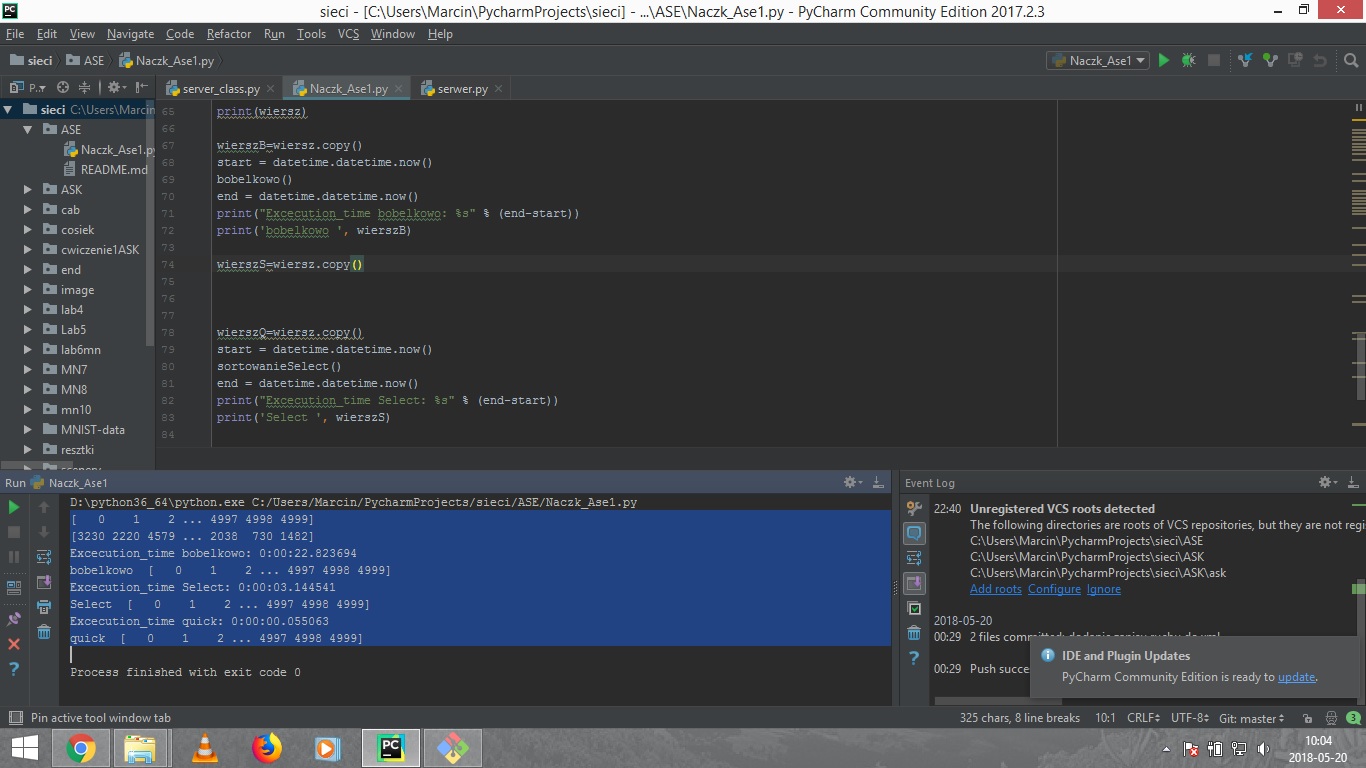 sieci - [C:\Users\Marcin\PycharmProjects\sieci] - ...\ASE\Naczk_Ase1.py - PyCharm Community Edition 2017.2.3
File Edit View Navigate Code Refactor Run Tools VCS Window Help
sieci ASE Naczk_Ase1.py Naczk_Ase1
P.. server_class.py Naczk_Ase1.py serwer.py
sieci C:\Users\Marcin
ASE
Naczk_Ase1.py
README.md
ASK
cab
cosiek
cwiczenie1ASK
end
image
lab4
Lab5
lab6mn
MN7
MN8
mn10
MNIST-data
resztki
65 print(wiersz)
66
67 wierszB=wiersz.copy()
68 start = datetime.datetime.now()
69 bobelkowo()
70 end = datetime.datetime.now()
71 print("Excecution_time bobelkowo: %s" % (end-start))
72 print('bobelkowo ', wierszB)
73
74 wierszS=wiersz.copy()
75
76
77
78 wierszQ=wiersz.copy()
79 start = datetime.datetime.now()
80 sortowanieSelect()
81 end = datetime.datetime.now()
82 print("Excecution_time Select: %s" % (end-start))
83 print('Select ', wierszS)
84
Run Naczk_Ase1
D:\python36_64\python.exe C:/Users/Marcin/PycharmProjects/sieci/ASE/Naczk_Ase1.py
[   0    1    2 ... 4997 4998 4999]
[3230 2220 4579 ... 2038  730 1482]
Excecution_time bobelkowo: 0:00:22.823694
bobelkowo  [   0    1    2 ... 4997 4998 4999]
Excecution_time Select: 0:00:03.144541
Select  [   0    1    2 ... 4997 4998 4999]
Excecution_time quick: 0:00:00.055063
quick  [   0    1    2 ... 4997 4998 4999]
Process finished with exit code 0
Event Log
22:40 Unregistered VCS roots detected
The following directories are roots of VCS repositories, but they are not regi
C:\Users\Marcin\PycharmProjects\sieci\ASE
C:\Users\Marcin\PycharmProjects\sieci\ASK
C:\Users\Marcin\PycharmProjects\sieci\ASK\ask
Add roots Configure Ignore
2018-05-20
00:29 2 files committed:
00:29 Push succe
IDE and Plugin Updates
PyCharm Community Edition is ready to update.
Pin active tool window tab 325 chars, 8 line breaks 10:1 CRLF UTF-8 Git: master 3
PC
10:04
2018-05-20